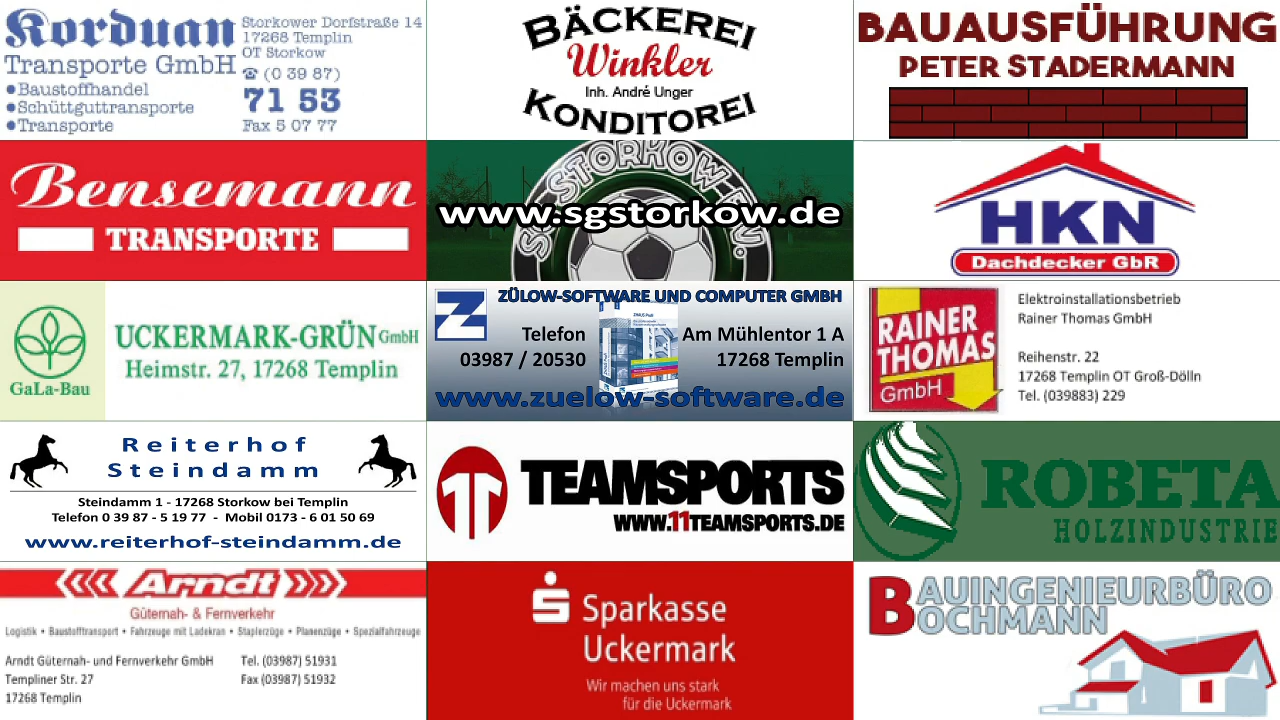 Korduan
Transporte GmbH
•Baustoffhandel
•Schüttguttransporte
•Transporte
Storkower Dorfstraße 14
17268 Templin
OT Storkow
☎ (0 39 87)
71 53
Fax 5 07 77
BÄCKEREI
Winkler
Inh. André Unger
KONDITOREI
BAUAUSFÜHRUNG
PETER STADERMANN
Bensemann
TRANSPORTE
STORKOW
www.sgstorkow.de
HKN
Dachdecker GbR
GaLa-Bau
UCKERMARK-GRÜN GmbH
Heimstr. 27, 17268 Templin
Z
ZÜLOW-SOFTWARE UND COMPUTER GMBH
Telefon
03987 / 20530
Am Mühlentor 1 A
17268 Templin
www.zuelow-software.de
RAINER
THOMAS
GmbH
Elektroinstallationsbetrieb
Rainer Thomas GmbH
Reihenstr. 22
17268 Templin OT Groß-Dölln
Tel. (039883) 229
Reiterhof
Steindamm
Steindamm 1 - 17268 Storkow bei Templin
Telefon 0 39 87 - 5 19 77 - Mobil 0173 - 6 01 50 69
www.reiterhof-steindamm.de
TEAMSPORTS
WWW.11TEAMSPORTS.DE
ROBETA
HOLZINDUSTRIE
Arndt
Güternah- & Fernverkehr
Logistik • Baustofftransport • Fahrzeuge mit Ladekran • Staplerzüge • Planenzüge • Spezialfahrzeuge
Arndt Güternah- und Fernverkehr GmbH
Templiner Str. 27
17268 Templin
Tel. (03987) 51931
Fax (03987) 51932
Sparkasse
Uckermark
Wir machen uns stark
für die Uckermark
BAUINGENIEURBÜRO
BOCHMANN